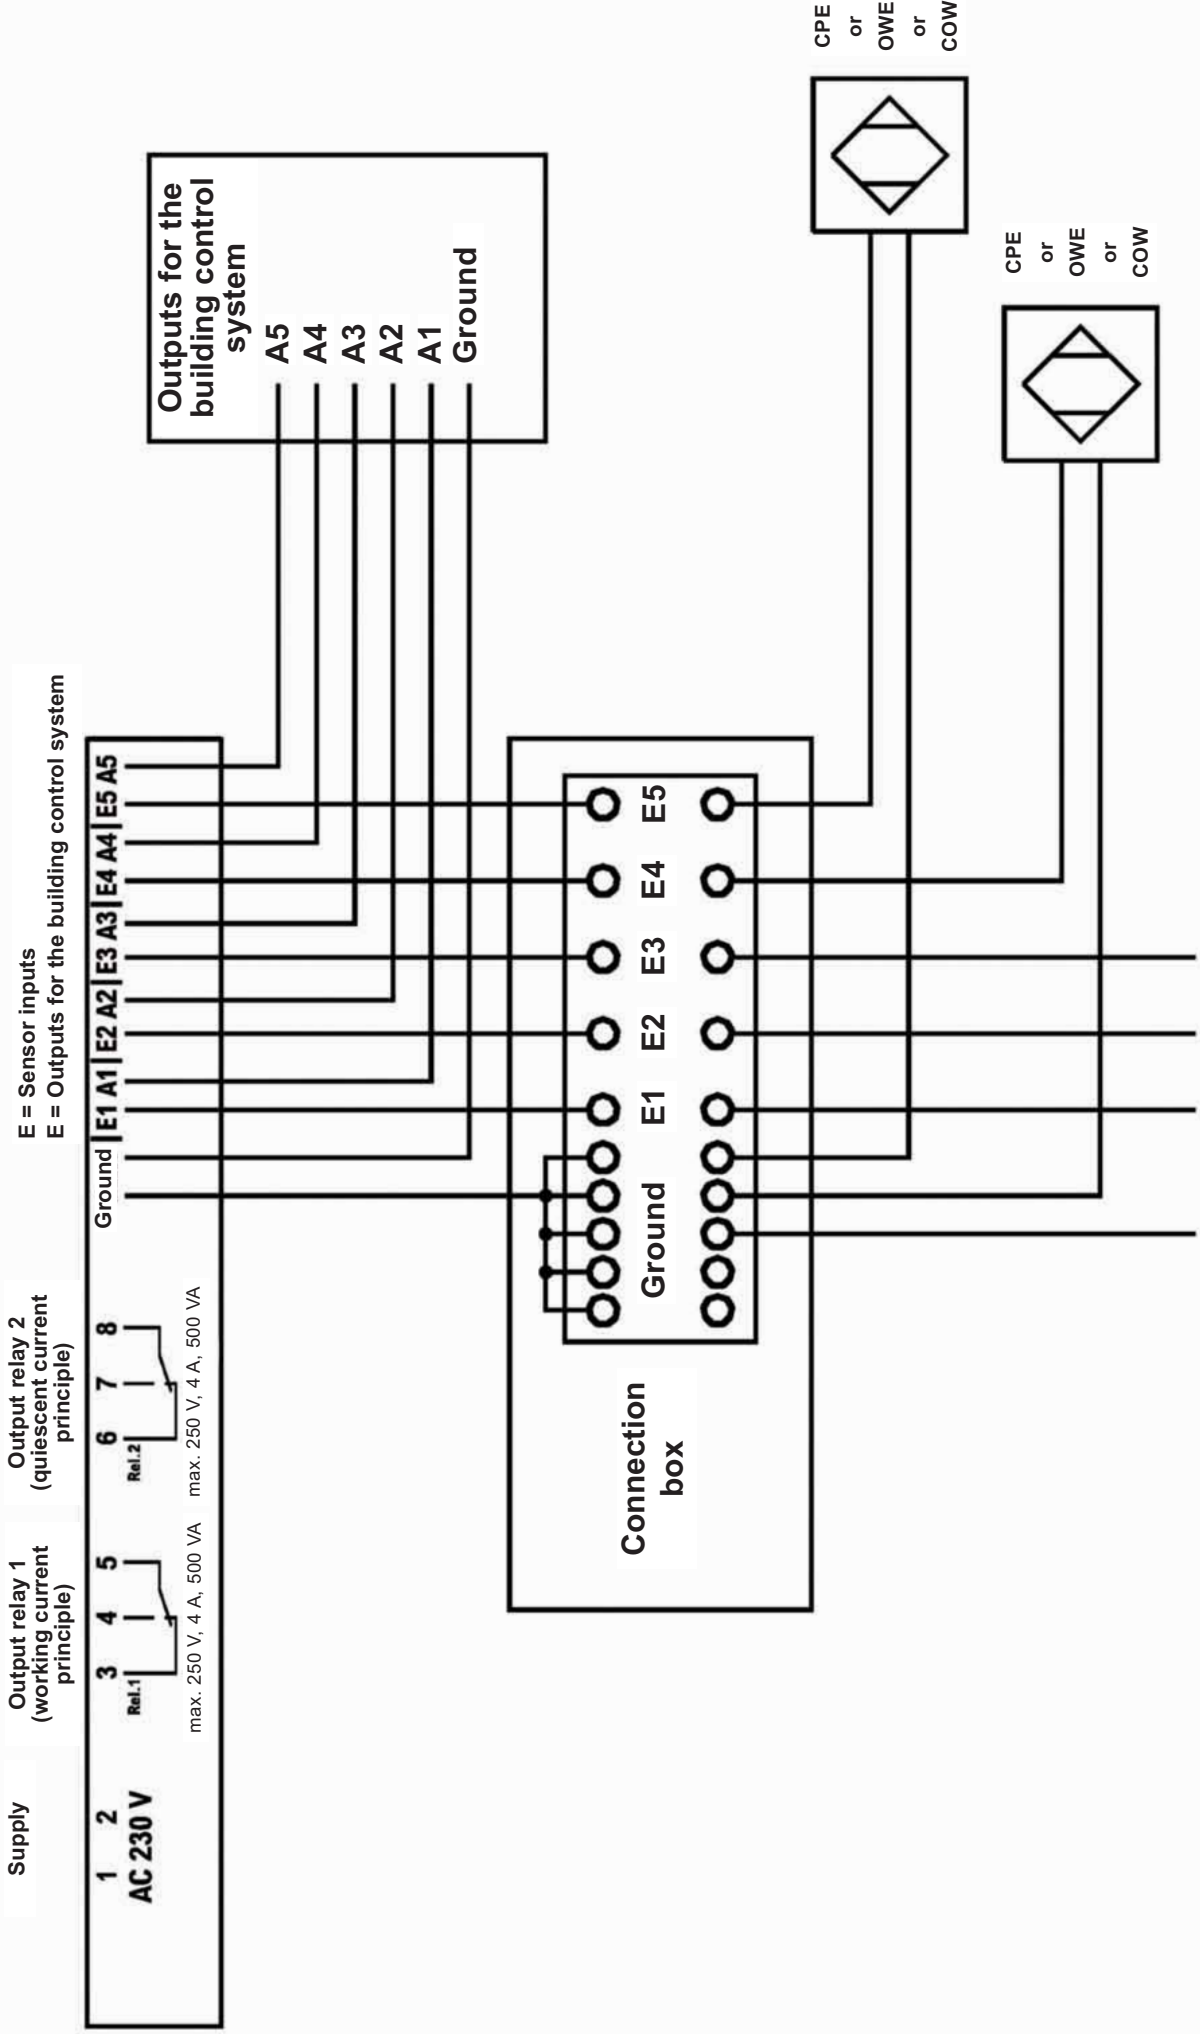 Supply
Output relay 1
(working current
principle)
Output relay 2
(quiescent current
principle)
E = Sensor inputs
E = Outputs for the building control system
1 2
AC 230 V
3 4 5
Rel.1
max. 250 V, 4 A, 500 VA
6 7 8
Rel.2
max. 250 V, 4 A, 500 VA
Ground |E1 A1|E2 A2|E3 A3|E4 A4|E5 A5
Outputs for the
building control
system
A5
A4
A3
A2
A1
Ground
Connection
box
Ground E1 E2 E3 E4 E5
CPE
or
OWE
or
COW
CPE
or
OWE
or
COW